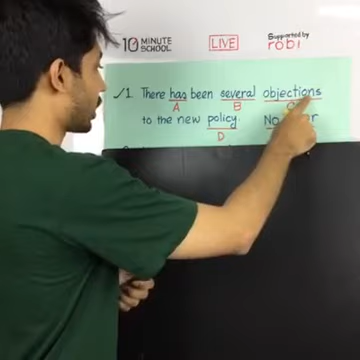 10 MINUTE
SCHOOL
LIVE
Supported by
robi
✓1. There has been several objections
A B C
to the new policy. No
D